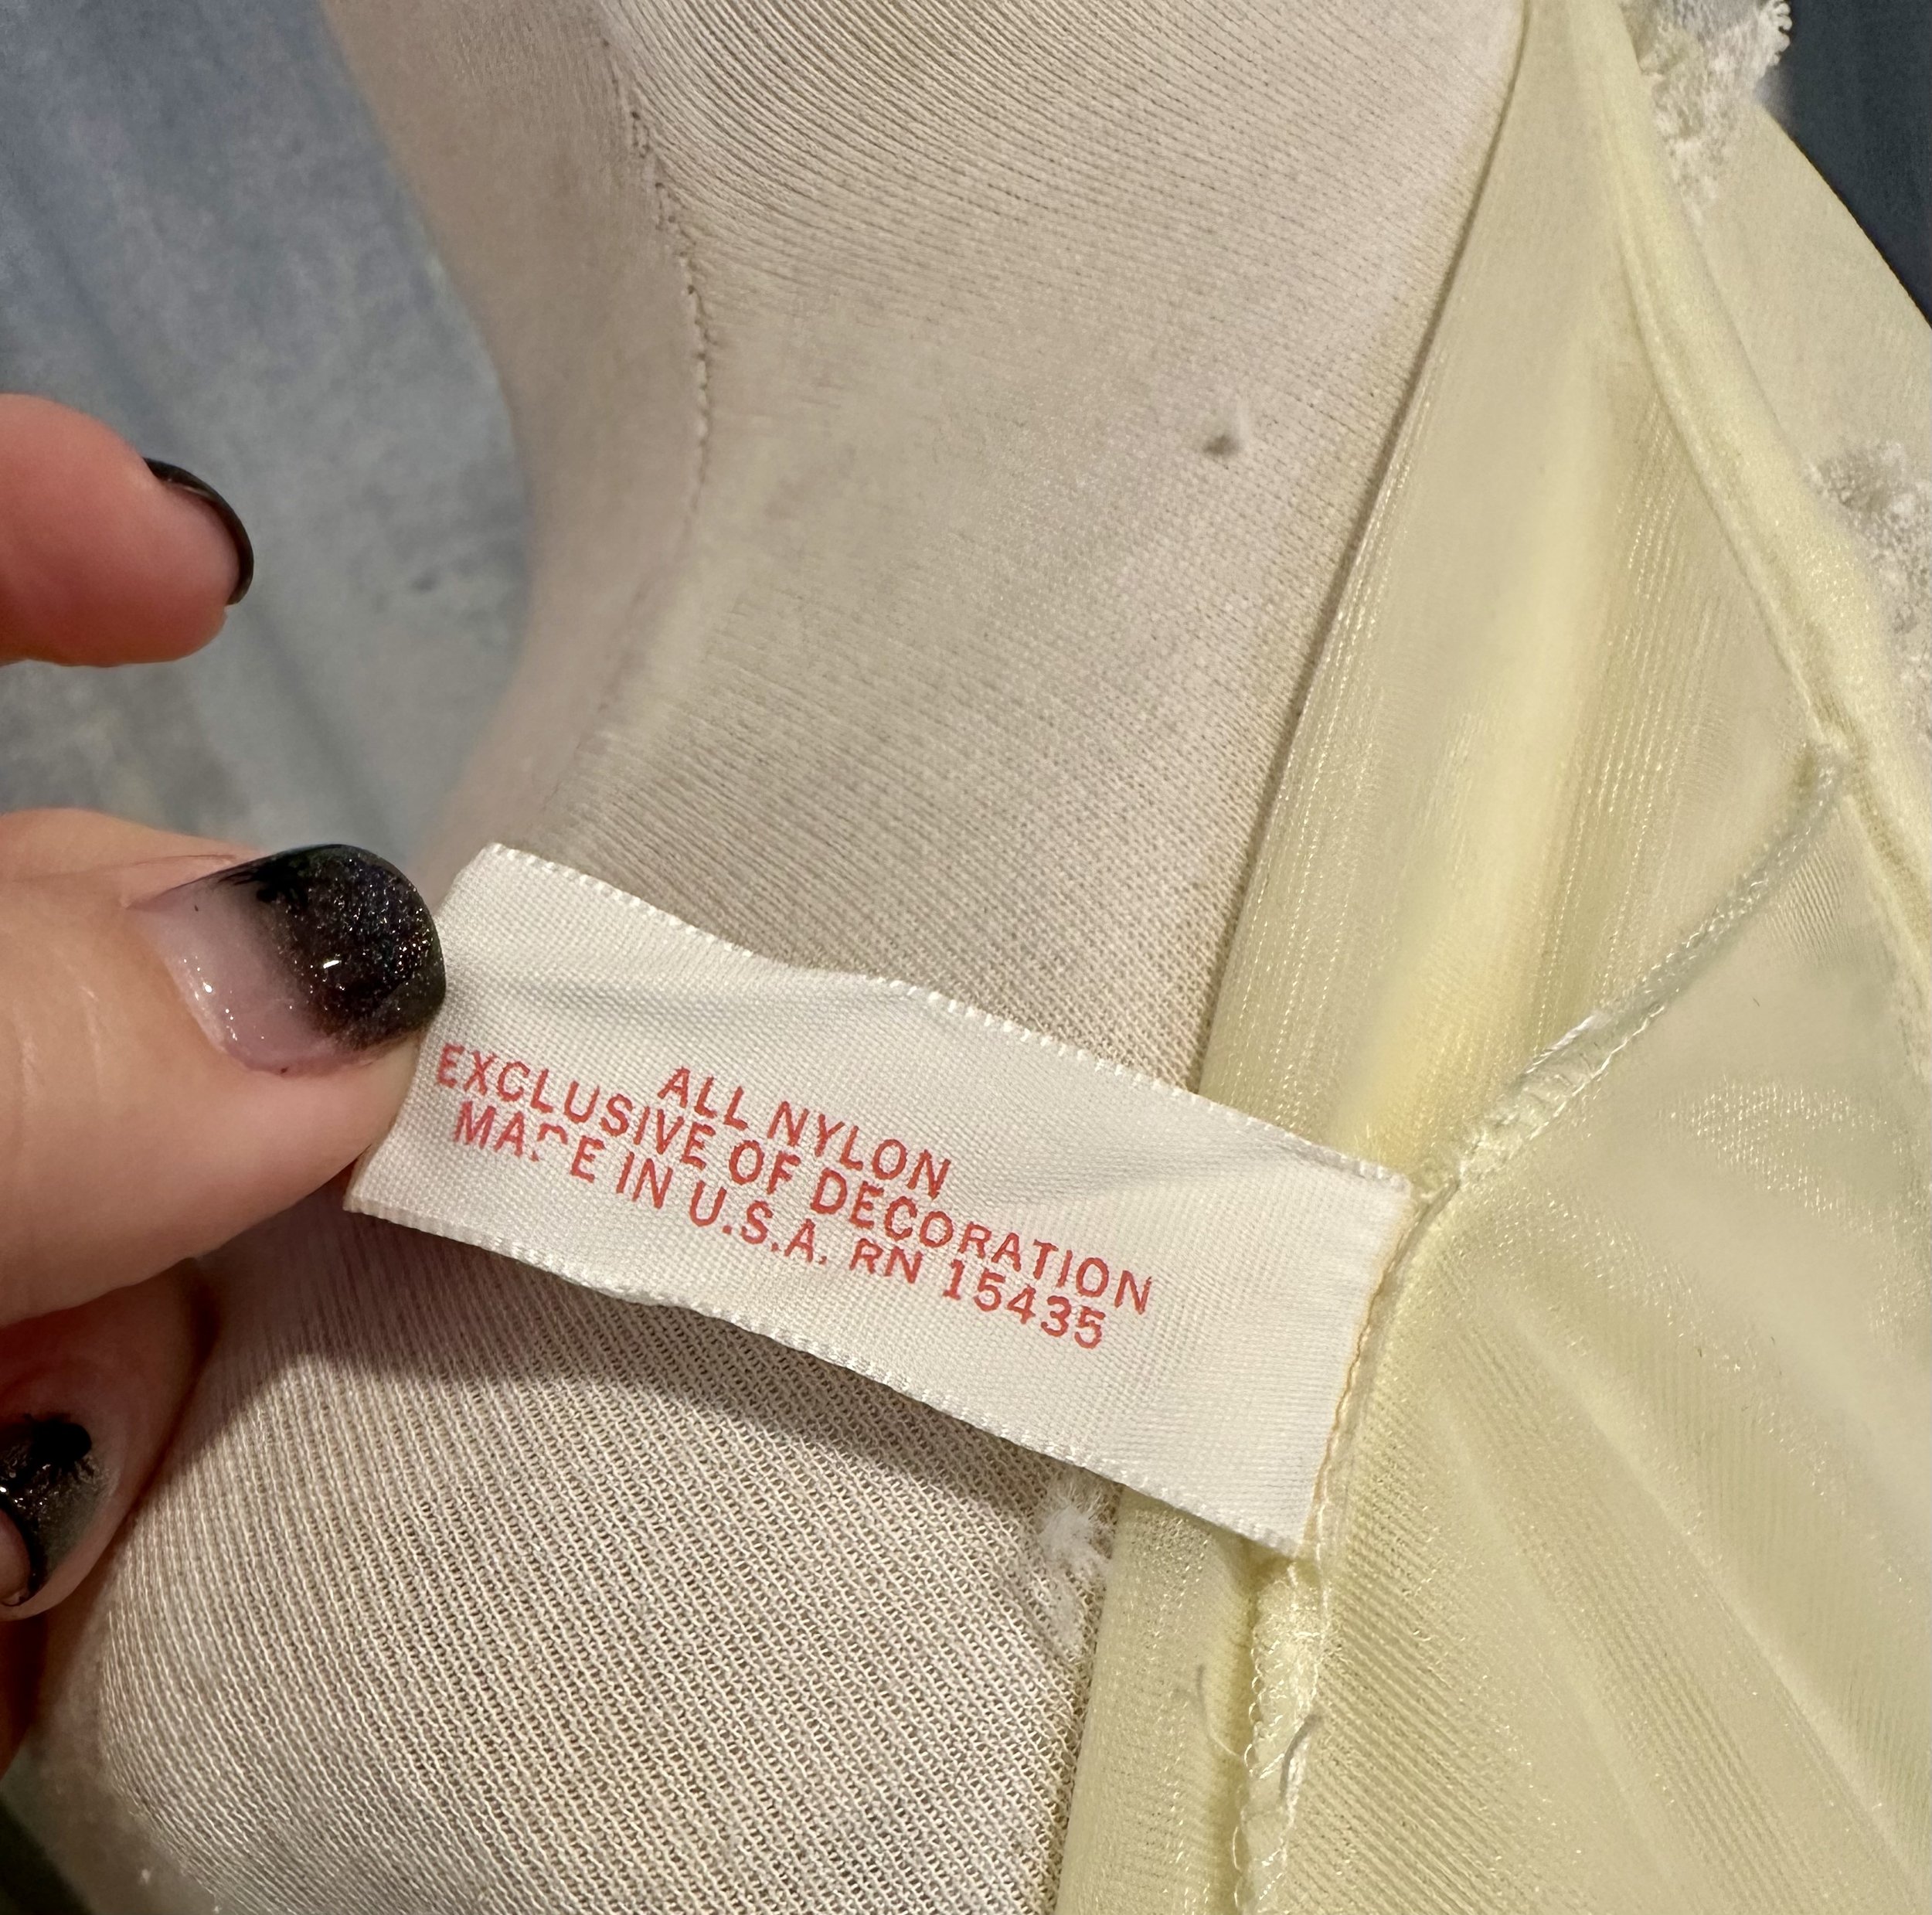 ALL NYLON
EXCLUSIVE OF DECORATION
MADE IN U.S.A. RN 15435